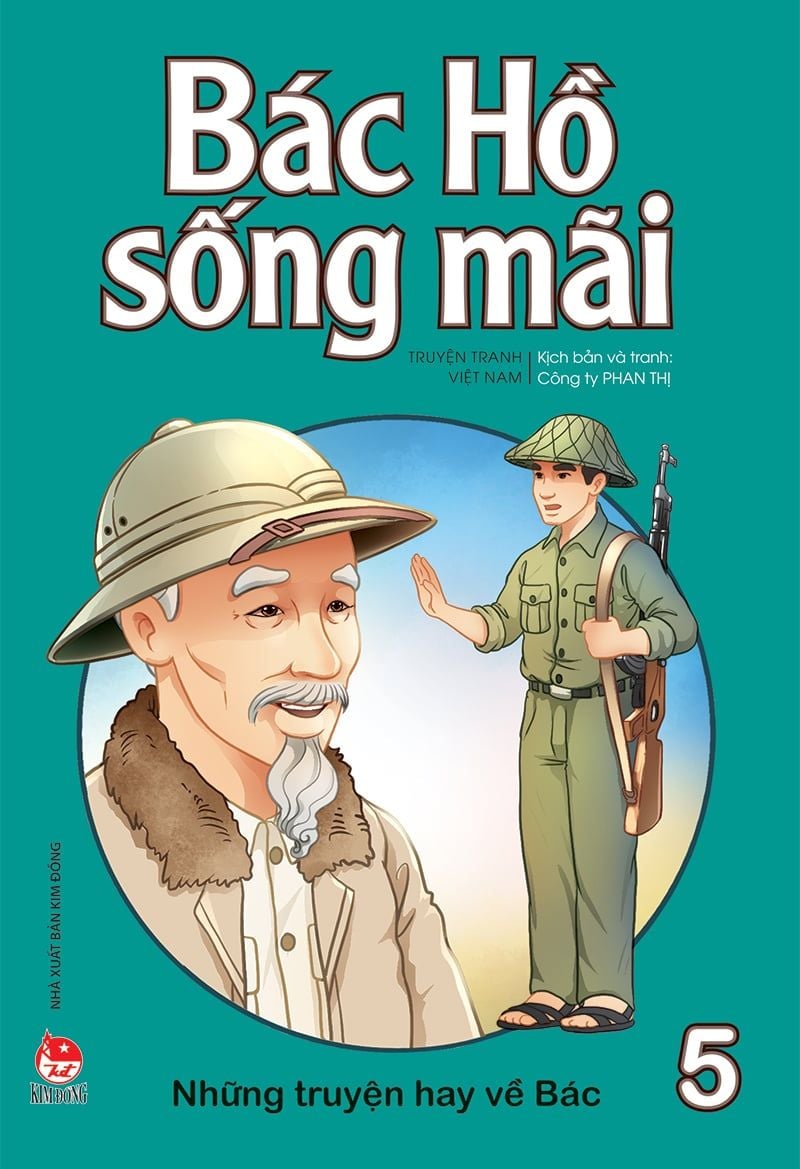 Bác Hồ
sống mãi
TRUYỆN TRANH
VIỆT NAM
Kịch bản và tranh:
Công ty PHAN THỊ
NHÀ XUẤT BẢN KIM ĐỒNG
kđ
KIM ĐỒNG
Những truyện hay về Bác
5